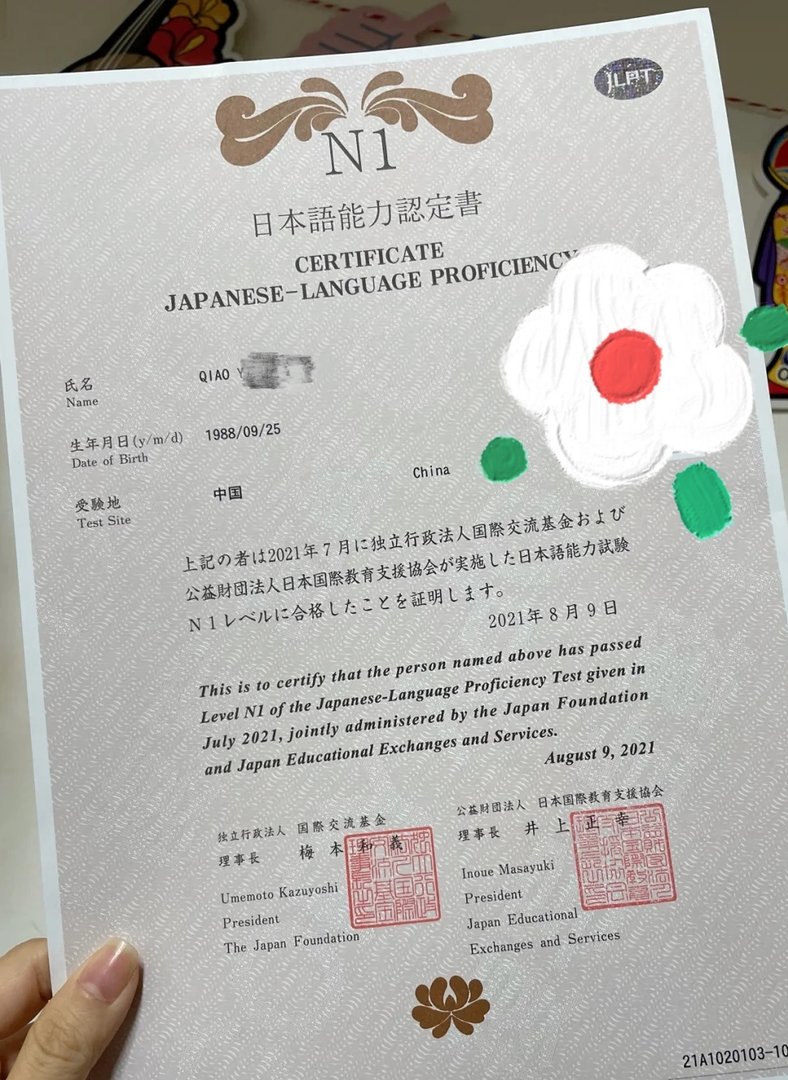 JLPT
N1
日本語能力認定書
CERTIFICATE
JAPANESE-LANGUAGE PROFICIENCY
氏名
Name
QIAO Y
生年月日(y/m/d)
Date of Birth
1988/09/25
受験地
Test Site
中国
China
上記の者は2021年7月に独立行政法人国際交流基金および
公益財団法人日本国際教育支援協会が実施した日本語能力試験
N1レベルに合格したことを証明します。
2021年8月9日
This is to certify that the person named above has passed
Level N1 of the Japanese-Language Proficiency Test given in
July 2021, jointly administered by the Japan Foundation
and Japan Educational Exchanges and Services.
August 9, 2021
独立行政法人 国際交流基金
理事長 梅本和義
Umemoto Kazuyoshi
President
The Japan Foundation
公益財団法人 日本国際教育支援協会
理事長 井上正幸
Inoue Masayuki
President
Japan Educational
Exchanges and Services
21A1020103-10